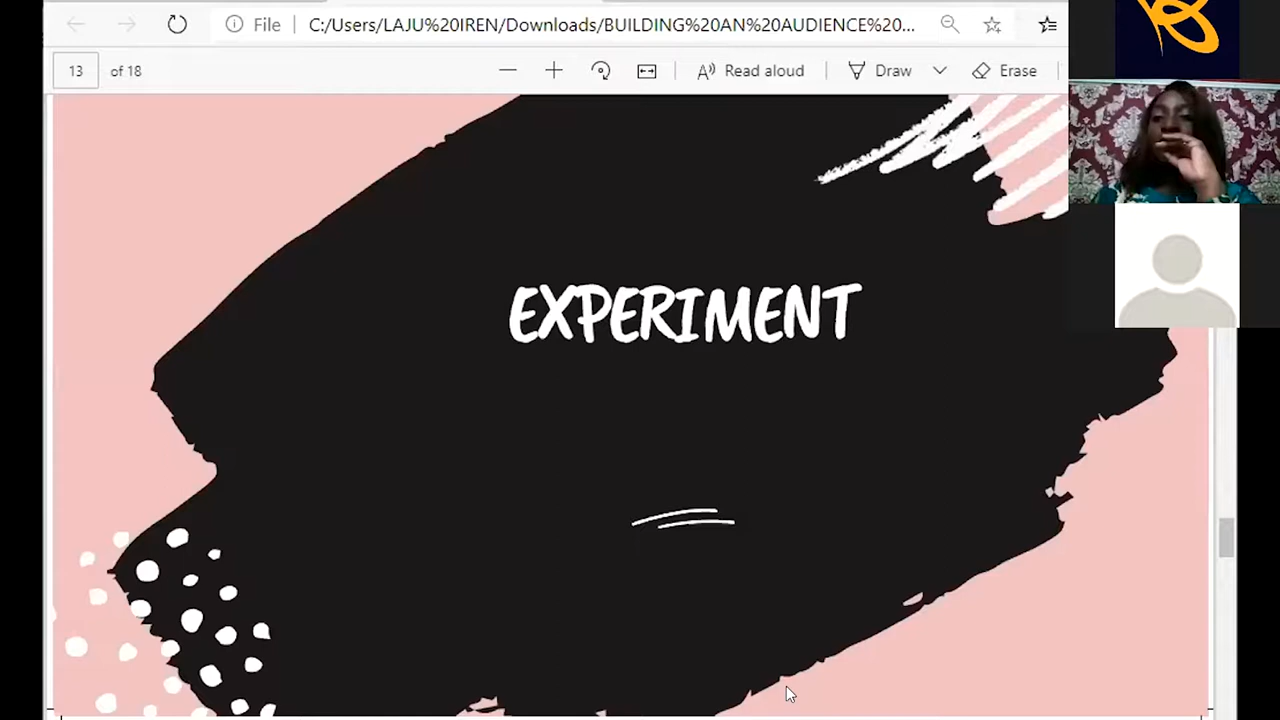 File
C:/Users/LAJU%20IREN/Downloads/BUILDING%20AN%20AUDIENCE%20...
13 of 18
Read aloud
Draw
Erase
EXPERIMENT